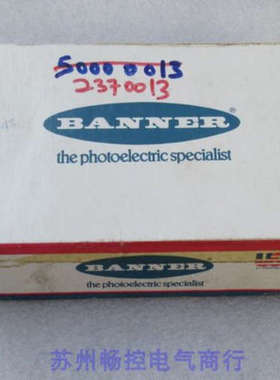 50000013
2370013
BANNER®
the photoelectric specialist
BANNER®
the photoelectric specialist
苏州畅控电气商行